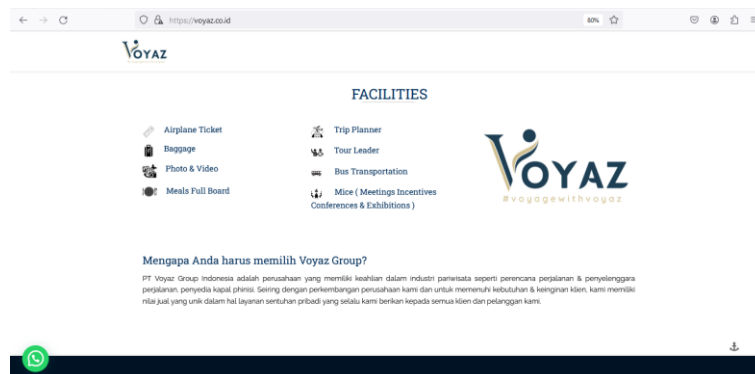 https://voyaz.co.id
80%
VOYAZ
FACILITIES
Airplane Ticket
Baggage
Photo & Video
Meals Full Board
Trip Planner
Tour Leader
Bus Transportation
Mice ( Meetings Incentives
Conferences & Exhibitions )
VOYAZ
#voyagewithvoyaz
Mengapa Anda harus memilih Voyaz Group?
PT Voyaz Group Indonesia adalah perusahaan yang memiliki keahlian dalam industri pariwisata seperti perencana perjalanan & penyelenggara
perjalanan, penyedia kapal phinisi. Seiring dengan perkembangan perusahaan kami dan untuk memenuhi kebutuhan & keinginan klien, kami memiliki
nilai jual yang unik dalam hal layanan sentuhan pribadi yang selalu kami berikan kepada semua klien dan pelanggan kami.